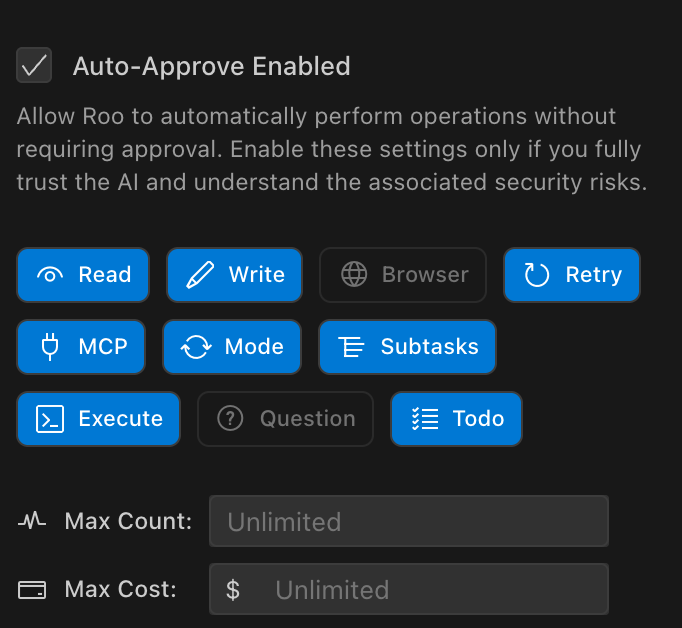 Auto-Approve Enabled
Allow Roo to automatically perform operations without
requiring approval. Enable these settings only if you fully
trust the AI and understand the associated security risks.
Read Write Browser Retry
MCP Mode Subtasks
Execute Question Todo
Max Count: Unlimited
Max Cost: $ Unlimited